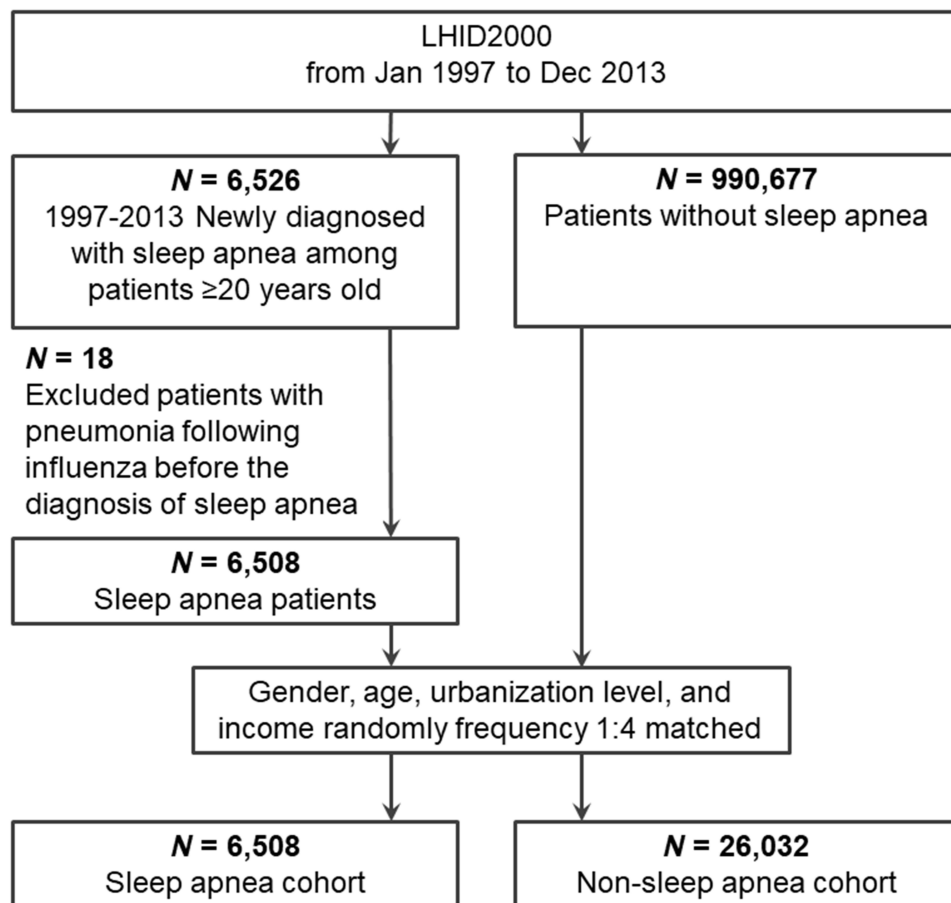 LHID2000
from Jan 1997 to Dec 2013
N = 6,526
1997-2013 Newly diagnosed
with sleep apnea among
patients ≥20 years old
N = 990,677
Patients without sleep apnea
N = 18
Excluded patients with
pneumonia following
influenza before the
diagnosis of sleep apnea
N = 6,508
Sleep apnea patients
Gender, age, urbanization level, and
income randomly frequency 1:4 matched
N = 6,508
Sleep apnea cohort
N = 26,032
Non-sleep apnea cohort